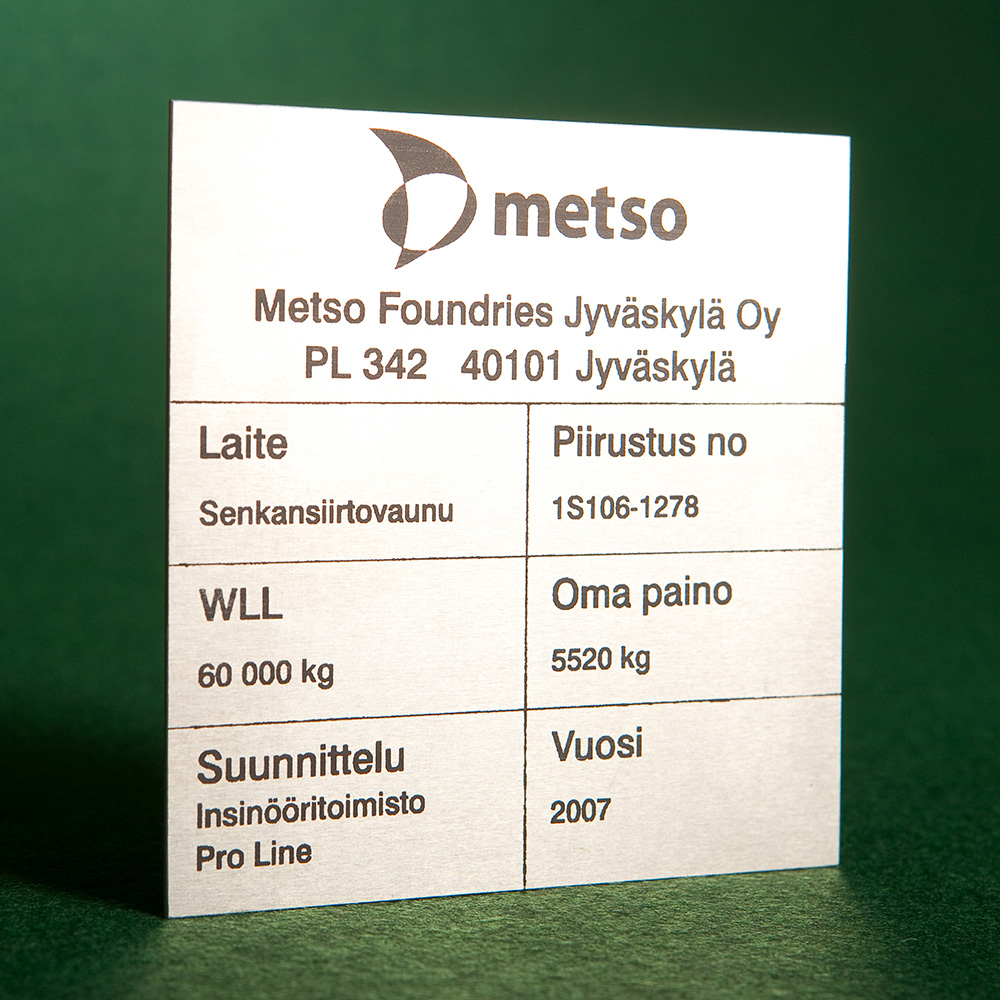 metso
Metso Foundries Jyväskylä Oy
PL 342 40101 Jyväskylä
Laite
Senkansiirtovaunu
Piirustus no
1S106-1278
WLL
60 000 kg
Oma paino
5520 kg
Suunnittelu
Insinööritoimisto
Pro Line
Vuosi
2007